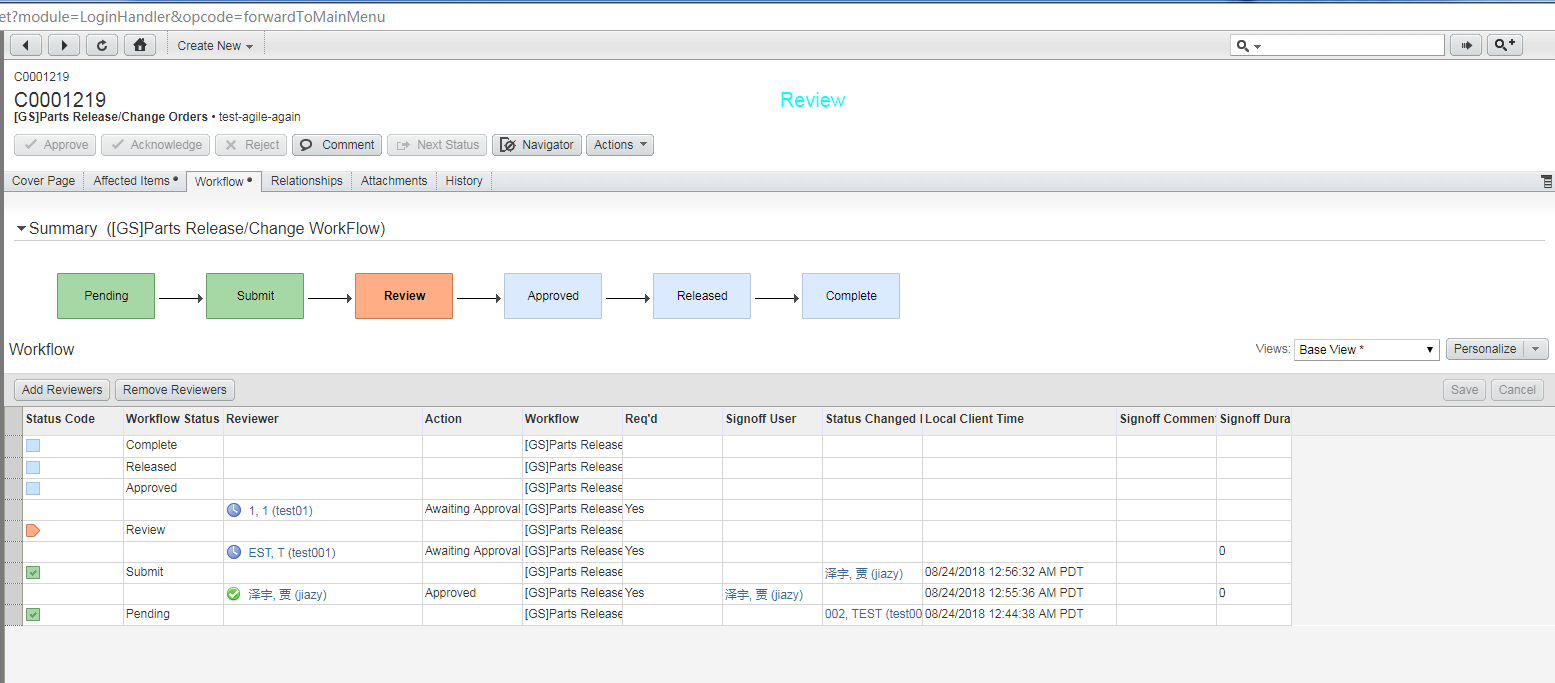 et?module=LoginHandler&opcode=forwardToMainMenu
Create New
C0001219
C0001219
Review
[GS]Parts Release/Change Orders • test-agile-again
Approve Acknowledge Reject Comment Next Status Navigator Actions
Cover Page Affected Items • Workflow • Relationships Attachments History
Summary ([GS]Parts Release/Change WorkFlow)
Pending Submit Review Approved Released Complete
Workflow Views: Base View * Personalize
Add Reviewers Remove Reviewers Save Cancel
Status Code Workflow Status Reviewer Action Workflow Req'd Signoff User Status Changed Local Client Time Signoff Commen Signoff Dura
Complete [GS]Parts Release
Released [GS]Parts Release
Approved [GS]Parts Release
1, 1 (test01) Awaiting Approval [GS]Parts Release Yes
Review [GS]Parts Release
EST, T (test001) Awaiting Approval [GS]Parts Release Yes 0
Submit [GS]Parts Release 泽宇, 贾 (jiazy) 08/24/2018 12:56:32 AM PDT
泽宇, 贾 (jiazy) Approved [GS]Parts Release Yes 泽宇, 贾 (jiazy) 08/24/2018 12:55:36 AM PDT 0
Pending [GS]Parts Release 002, TEST (test00 08/24/2018 12:44:38 AM PDT